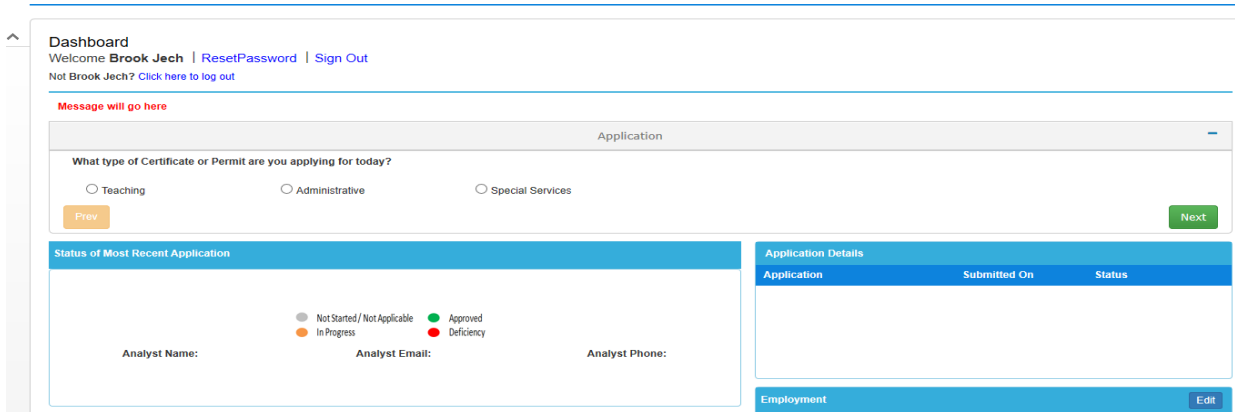 Dashboard
Welcome Brook Jech | ResetPassword | Sign Out
Not Brook Jech? Click here to log out
Message will go here
Application
What type of Certificate or Permit are you applying for today?
Teaching Administrative Special Services
Prev Next
Status of Most Recent Application
Not Started / Not Applicable Approved
In Progress Deficiency
Analyst Name: Analyst Email: Analyst Phone:
Application Details
Application Submitted On Status
Employment Edit